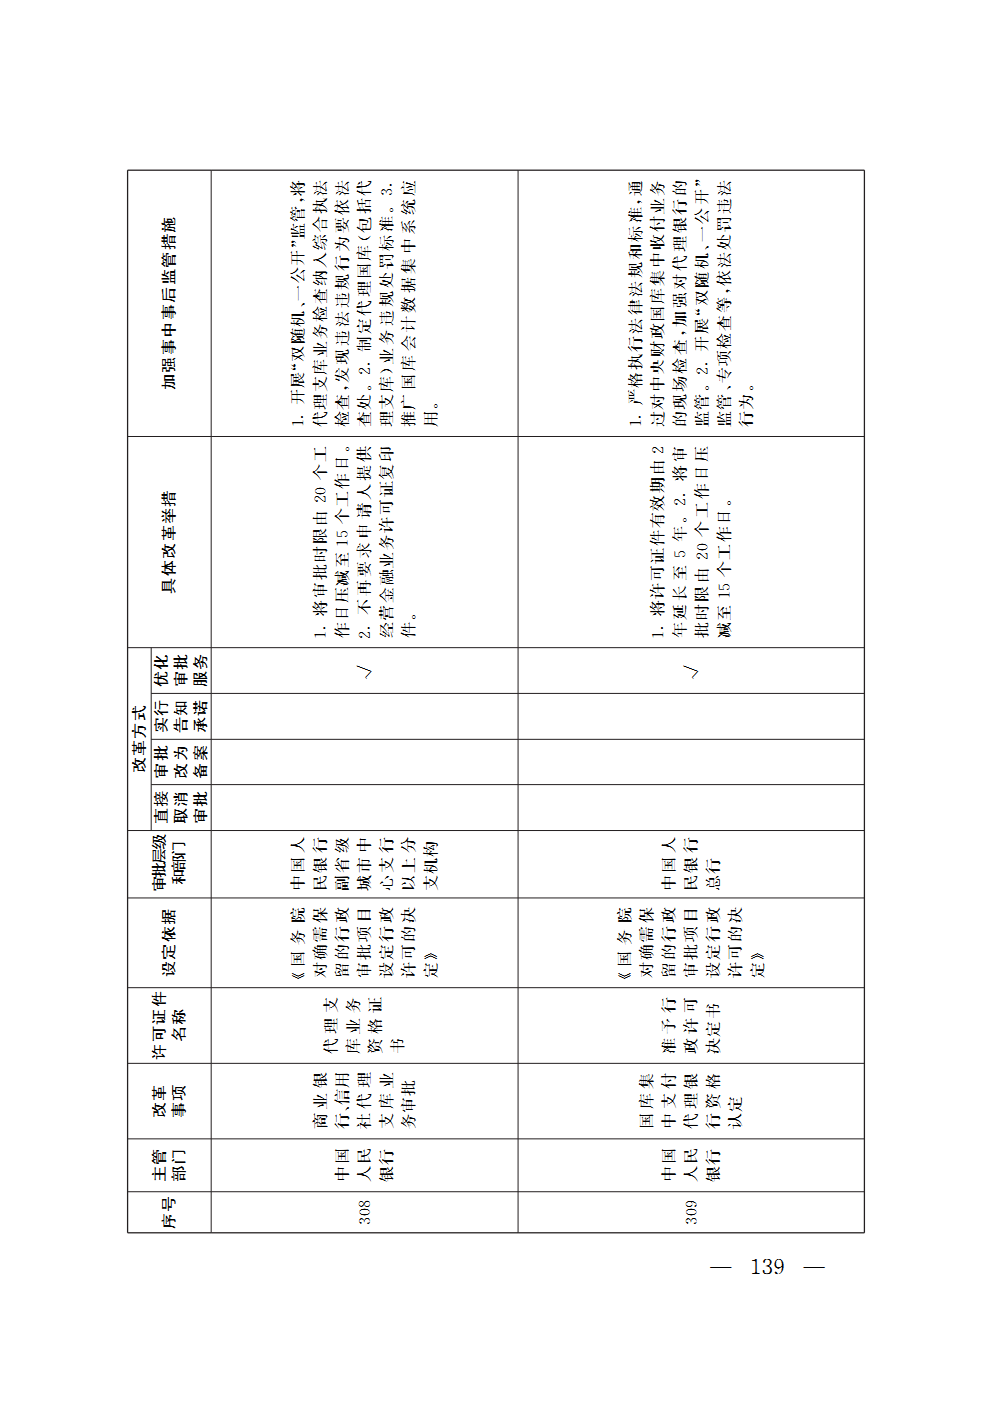 序号
主管
部门
改革
事项
许可证件
名称
设定依据
审批层级
和部门
改革方式
直接
取消
审批
审批
改为
备案
实行
告知
承诺
优化
审批
服务
具体改革举措
加强事中事后监管措施
308
中国
人民
银行
商业银
行、信用
社代理
支库业
务审批
代理支
库业务
资格证
书
《国务院
对确需保
留的行政
审批项目
设定行政
许可的决
定》
中国人
民银行
副省级
城市中
心支行
以上分
支机构
√
1. 将审批时限由 20 个工
作日压减至 15 个工作日。
2. 不再要求申请人提供
经营金融业务许可证复印
件。
1. 开展“双随机、一公开”监管,将
代理支库业务检查纳入综合执法
检查,发现违法违规行为要依法
查处。2. 制定代理国库(包括代
理支库)业务违规处罚标准。3.
推广国库会计数据集中系统应
用。
309
中国
人民
银行
国库集
中支付
代理银
行资格
认定
准予行
政许可
决定书
《国务院
对确需保
留的行政
审批项目
设定行政
许可的决
定》
中国人
民银行
总行
√
1. 将许可证件有效期由 2
年延长至 5 年。2. 将审
批时限由 20 个工作日压
减至 15 个工作日。
1. 严格执行法律法规和标准,通
过对中央财政国库集中收付业务
的现场检查,加强对代理银行的
监管。2. 开展“双随机、一公开”
监管、专项检查等,依法处罚违法
行为。
— 139 —